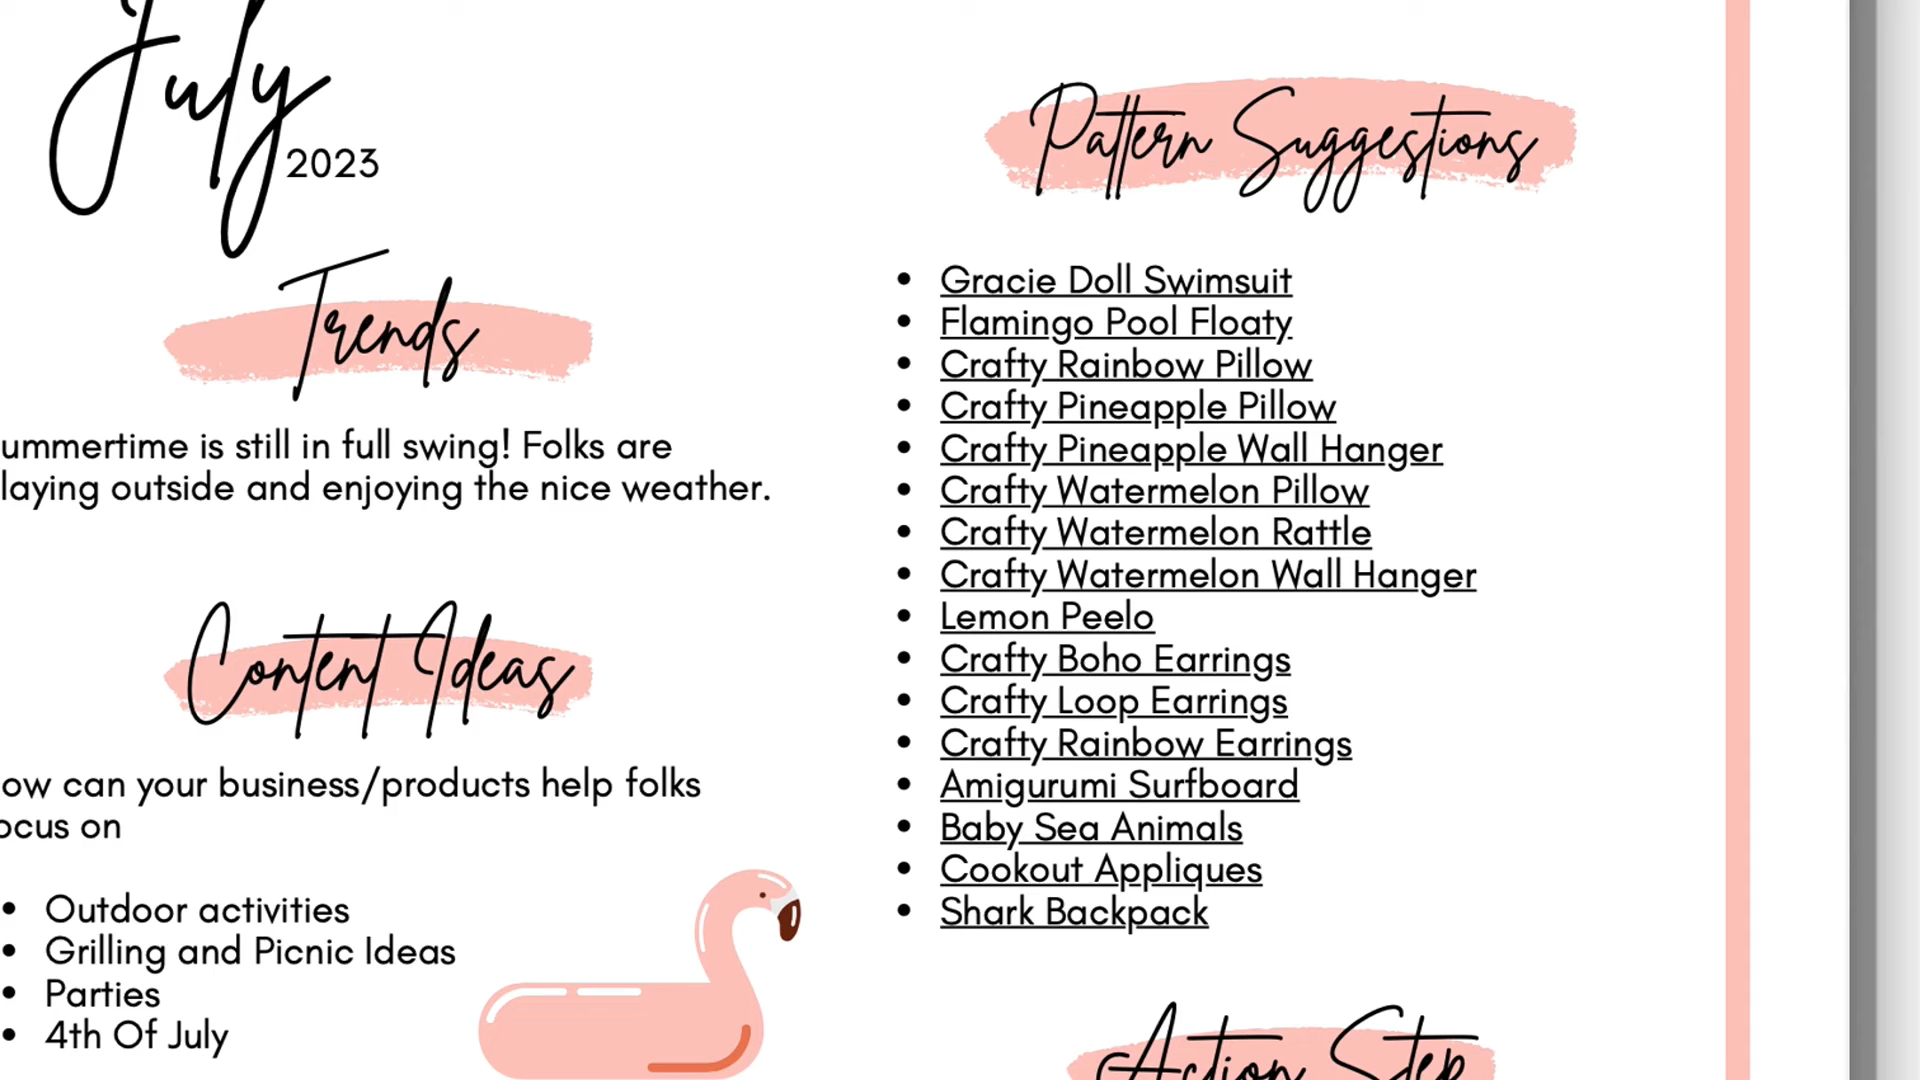 July
2023
Trends
ummertime is still in full swing! Folks are
laying outside and enjoying the nice weather.
Content Ideas
ow can your business/products help folks
ocus on
• Outdoor activities
• Grilling and Picnic Ideas
• Parties
• 4th Of July
Pattern Suggestions
• Gracie Doll Swimsuit
• Flamingo Pool Floaty
• Crafty Rainbow Pillow
• Crafty Pineapple Pillow
• Crafty Pineapple Wall Hanger
• Crafty Watermelon Pillow
• Crafty Watermelon Rattle
• Crafty Watermelon Wall Hanger
• Lemon Peelo
• Crafty Boho Earrings
• Crafty Loop Earrings
• Crafty Rainbow Earrings
• Amigurumi Surfboard
• Baby Sea Animals
• Cookout Appliques
• Shark Backpack
Action Step